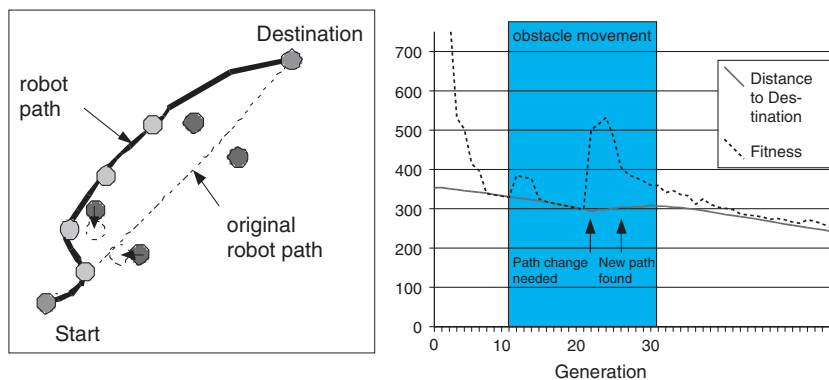 Destination
robot
path
original
robot path
Start
obstacle movement
700
600
500
400
300
200
100
0
0
10
20
30
Generation
Path change
needed
New path
found
Distance
to Des-
tination
Fitness